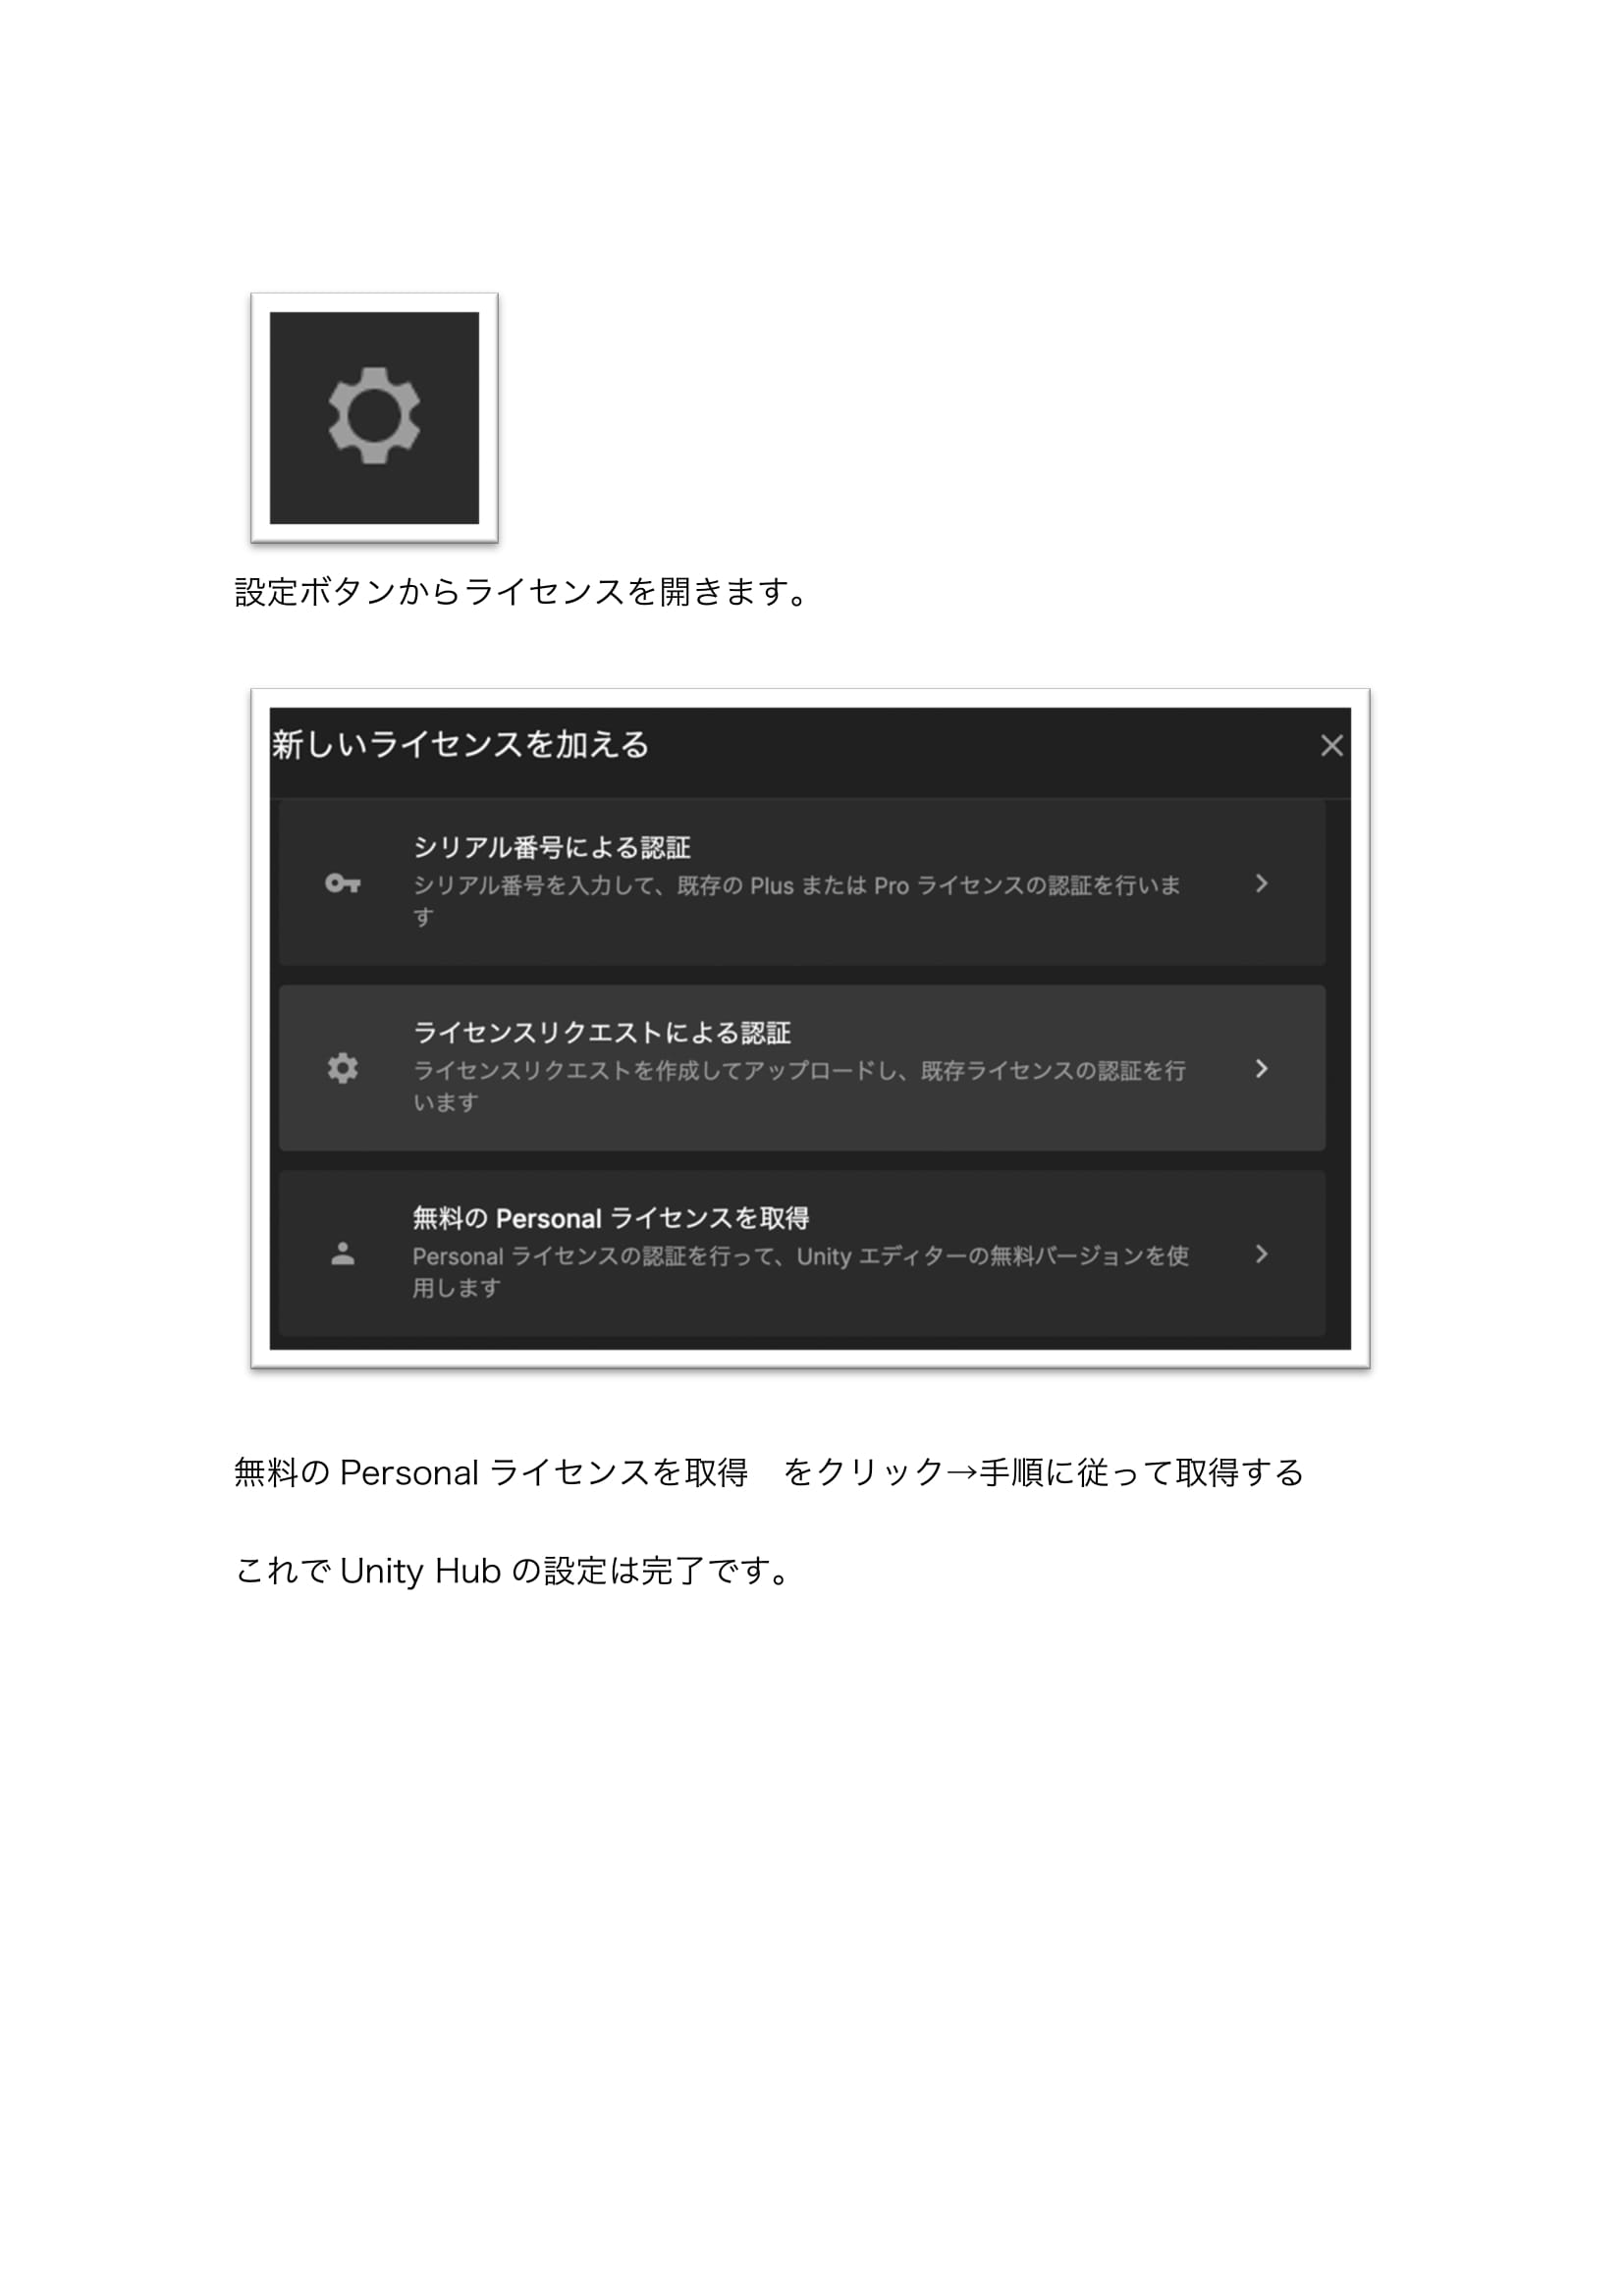 設定ボタンからライセンスを開きます。
新しいライセンスを加える
シリアル番号による認証
シリアル番号を入力して、既存の Plus または Pro ライセンスの認証を行いま
す
ライセンスリクエストによる認証
ライセンスリクエストを作成してアップロードし、既存ライセンスの認証を行
います
無料の Personal ライセンスを取得
Personal ライセンスの認証を行って、Unity エディターの無料バージョンを使
用します
無料の Personal ライセンスを取得　をクリック→手順に従って取得する
これで Unity Hub の設定は完了です。